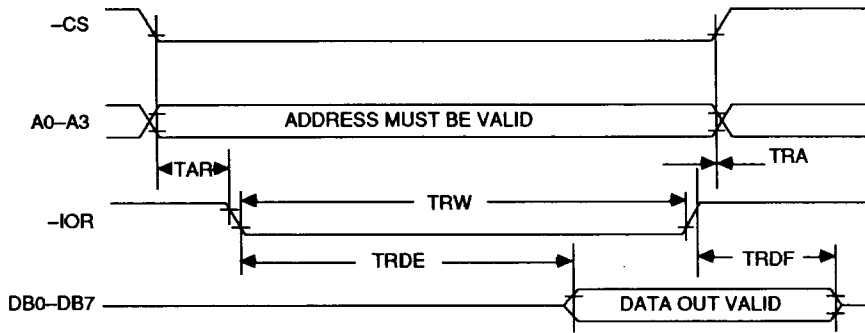 –CS
A0–A3
ADDRESS MUST BE VALID
TAR
TRA
–IOR
TRW
TRDE
TRDF
DB0–DB7
DATA OUT VALID